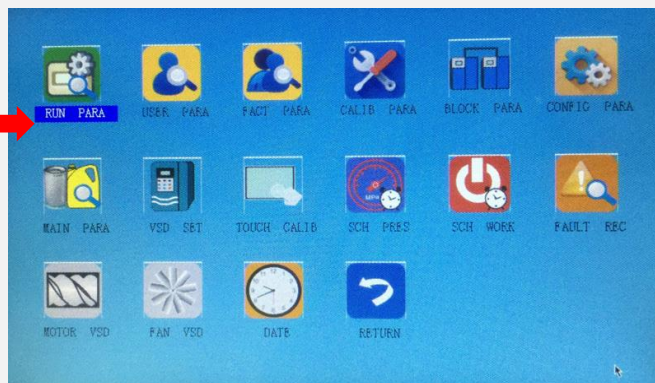 RUN PARA USER PARA FACT PARA CALIB PARA BLOCK PARA CONFIG PARA
MPA
MAIN PARA VSD SET TOUCH CALIB SCH PRES SCH WORK FAULT REC
MOTOR VSD FAN VSD DATE RETURN